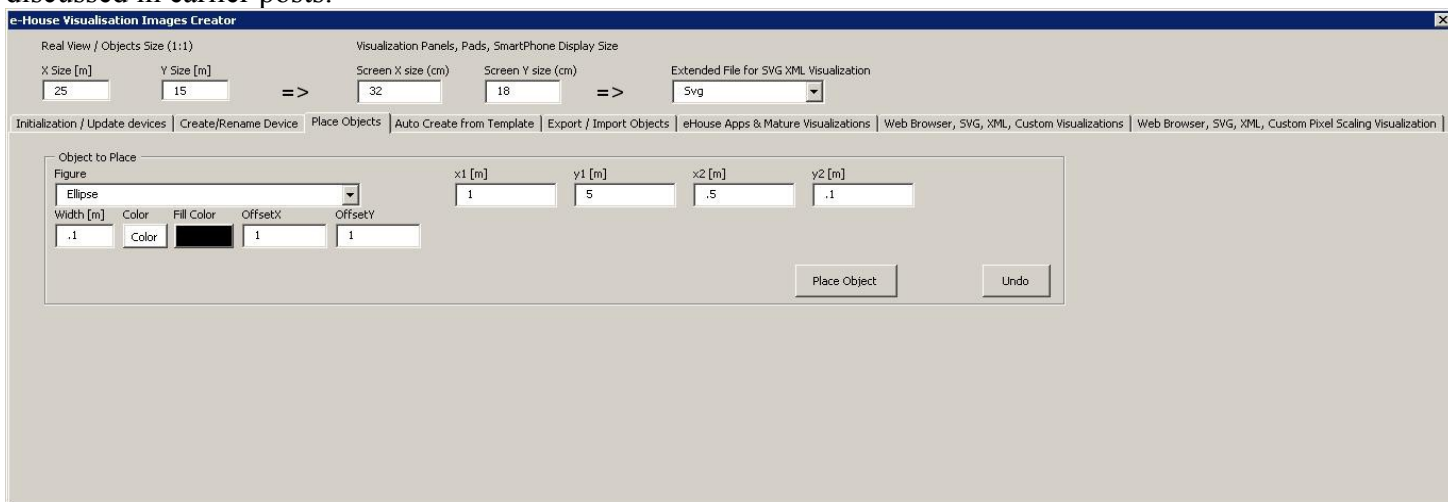 discussed in earlier posts.
e-House Visualisation Images Creator
Real View / Objects Size (1:1) Visualization Panels, Pads, SmartPhone Display Size
X Size [m] Y Size [m] Screen X size (cm) Screen Y size (cm) Extended File for SVG XML Visualization
25 15 => 32 18 => Svg
Initialization / Update devices Create/Rename Device Place Objects Auto Create from Template Export / Import Objects eHouse Apps & Mature Visualizations Web Browser, SVG, XML, Custom Visualizations Web Browser, SVG, XML, Custom Pixel Scaling Visualization
Object to Place
Figure x1 [m] y1 [m] x2 [m] y2 [m]
Ellipse 1 5 .5 .1
Width [m] Color Fill Color OffsetX OffsetY
.1 Color 1 1
Place Object Undo